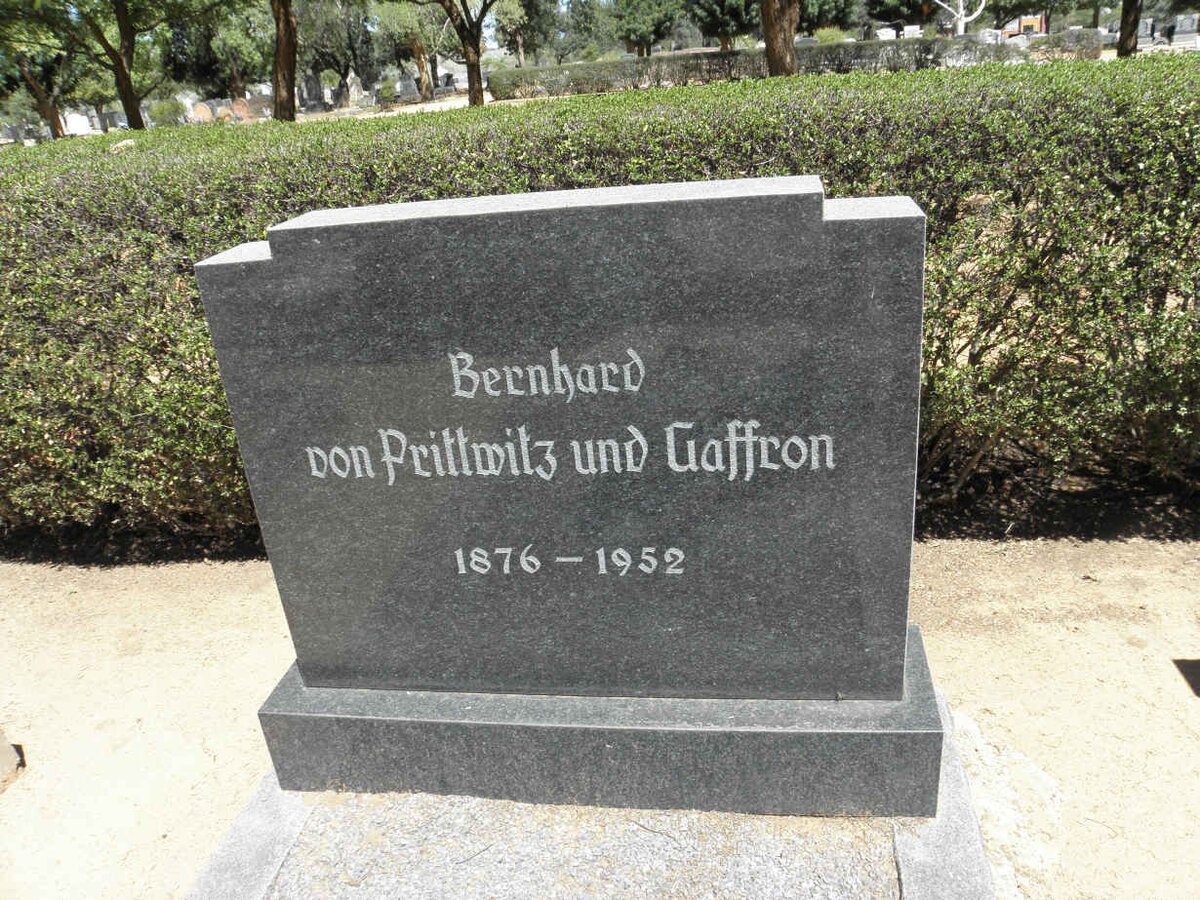 Bernhard
von Prittwitz und Gaffron
1876 – 1952